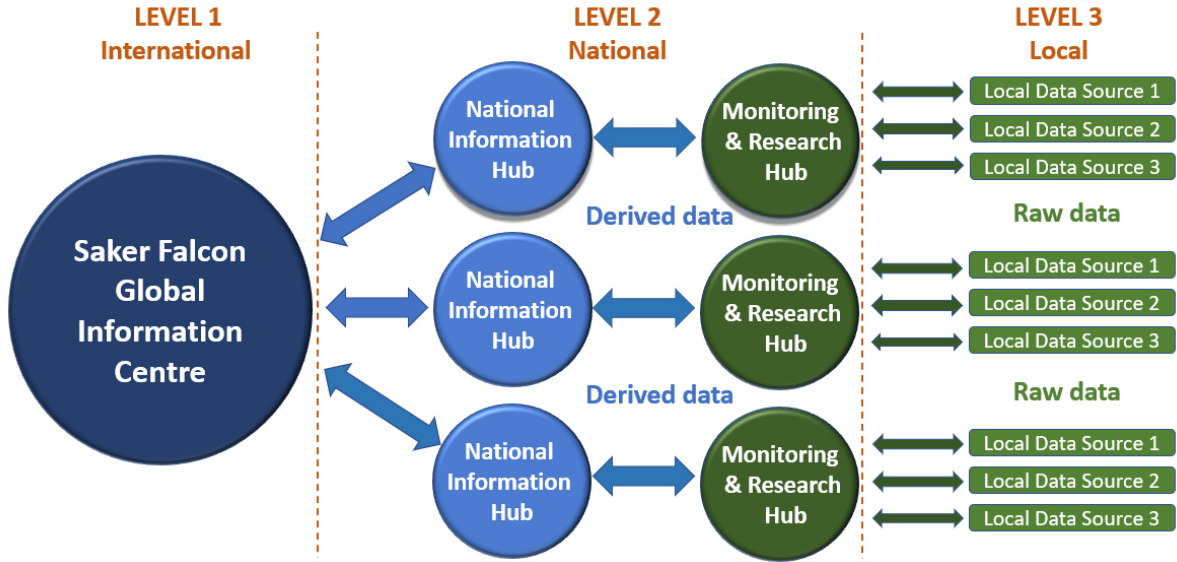 LEVEL 1
International
LEVEL 2
National
LEVEL 3
Local
Saker Falcon
Global
Information
Centre
National
Information
Hub
Monitoring
& Research
Hub
Local Data Source 1
Local Data Source 2
Local Data Source 3
Derived data
Raw data
National
Information
Hub
Monitoring
& Research
Hub
Local Data Source 1
Local Data Source 2
Local Data Source 3
Derived data
Raw data
National
Information
Hub
Monitoring
& Research
Hub
Local Data Source 1
Local Data Source 2
Local Data Source 3